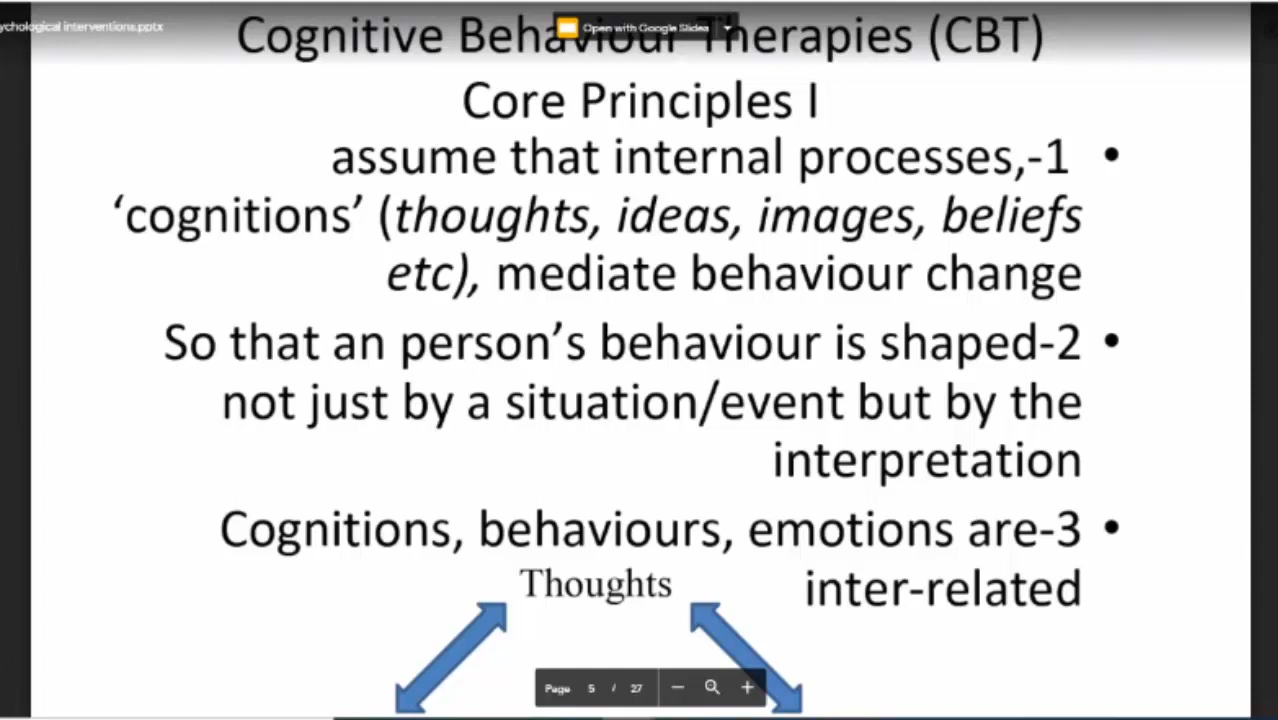 ychological interventions.pptx
Open with Google Slides
Cognitive Behaviour Therapies (CBT)
Core Principles I
assume that internal processes,-1 •
‘cognitions’ (thoughts, ideas, images, beliefs
etc), mediate behaviour change
So that an person’s behaviour is shaped-2 •
not just by a situation/event but by the
interpretation
Cognitions, behaviours, emotions are-3 •
inter-related
Thoughts
Page 5 / 27